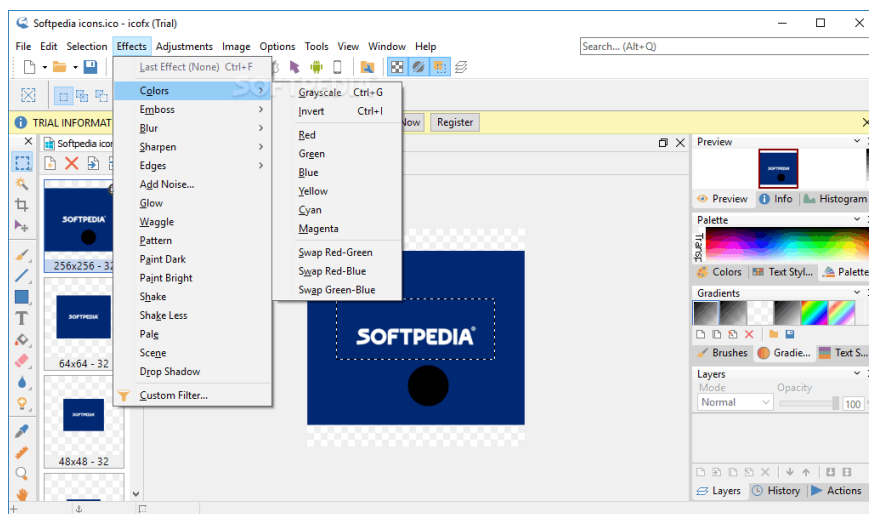 Softpedia icons.ico - icofx (Trial)
File Edit Selection Effects Adjustments Image Options Tools View Window Help
Search... (Alt+Q)
Last Effect (None) Ctrl+F
Colors
Emboss
Blur
Sharpen
Edges
Add Noise...
Glow
Waggle
Pattern
Paint Dark
Paint Bright
Shake
Shake Less
Pale
Scene
Drop Shadow
Custom Filter...
Grayscale Ctrl+G
Invert Ctrl+I
Red
Green
Blue
Yellow
Cyan
Magenta
Swap Red-Green
Swap Red-Blue
Swap Green-Blue
SOFTPEDIA
TRIAL INFORMAT
Now Register
Softpedia icon
SOFTPEDIA
256x256 - 32
SOFTPEDIA
64x64 - 32
SOFTPEDIA
48x48 - 32
SOFTPEDIA®
Preview
SOFTPEDIA
Preview Info Histogram
Palette
Transp.
Colors Text Styl... Palette
Gradients
Brushes Gradie... Text S...
Layers
Mode Opacity
Normal 100
Layers History Actions